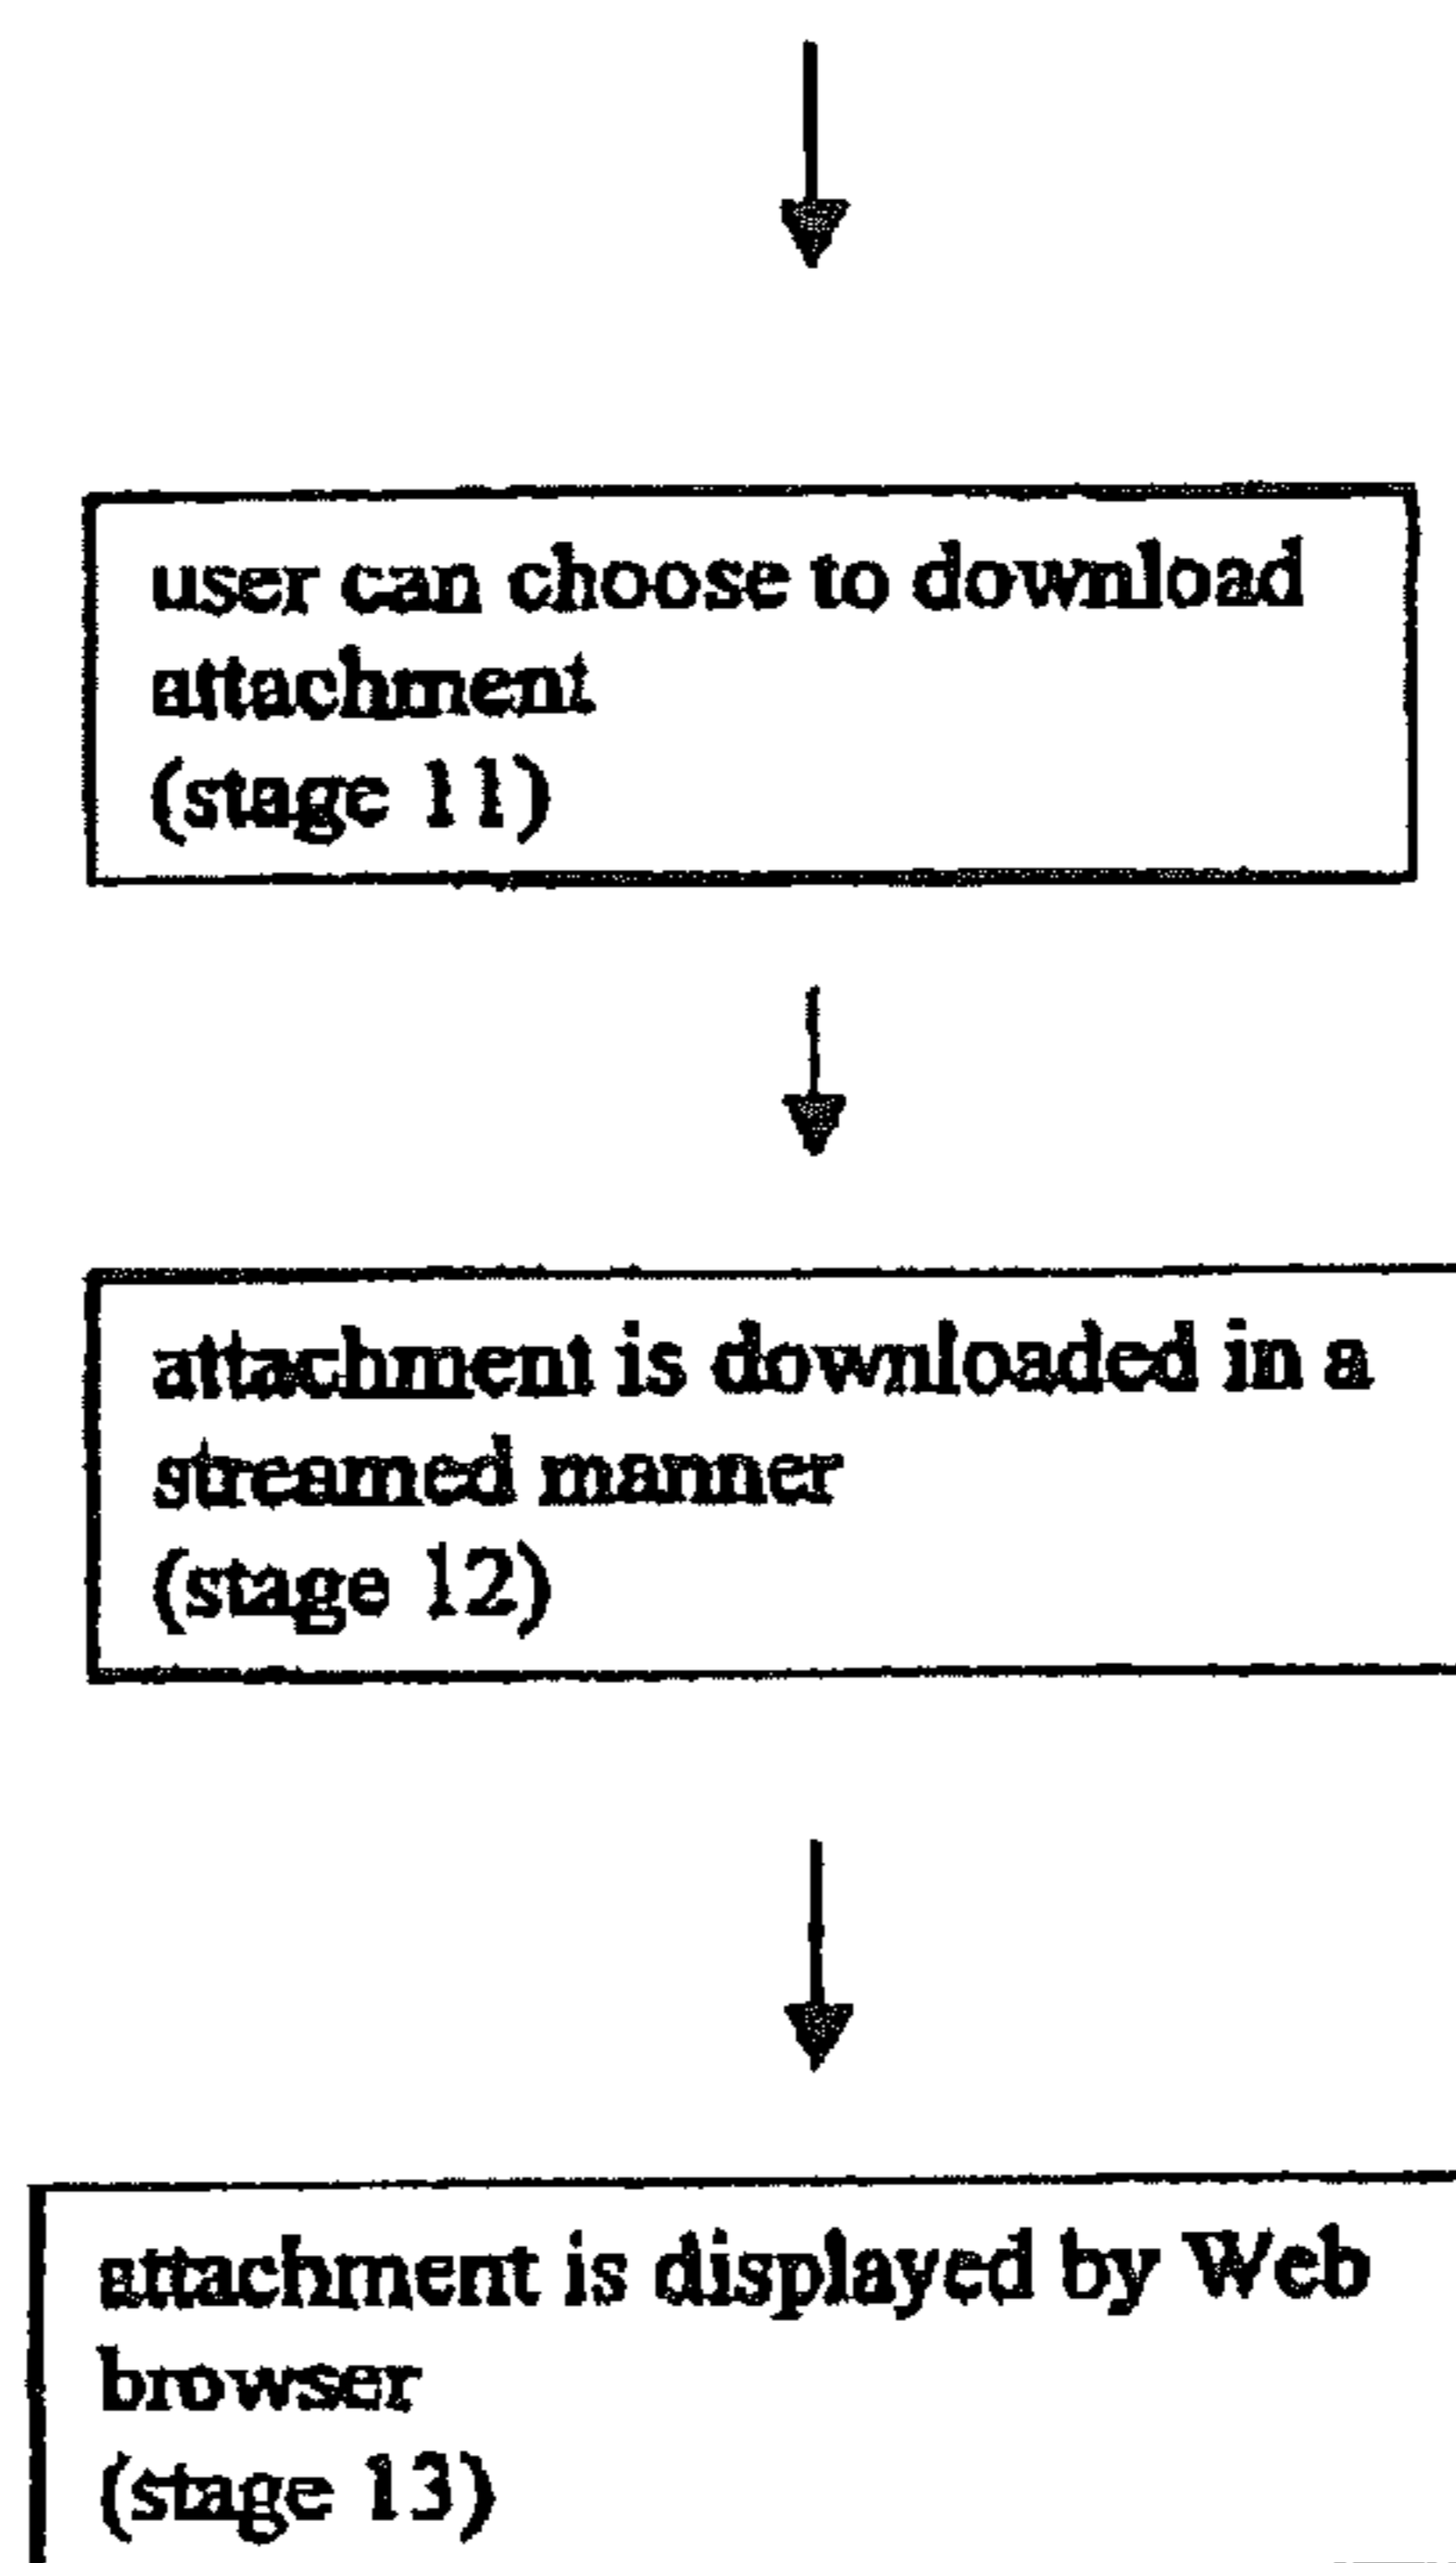 user can choose to download
attachment
(stage 11)
attachment is downloaded in a
streamed manner
(stage 12)
attachment is displayed by Web
browser
(stage 13)